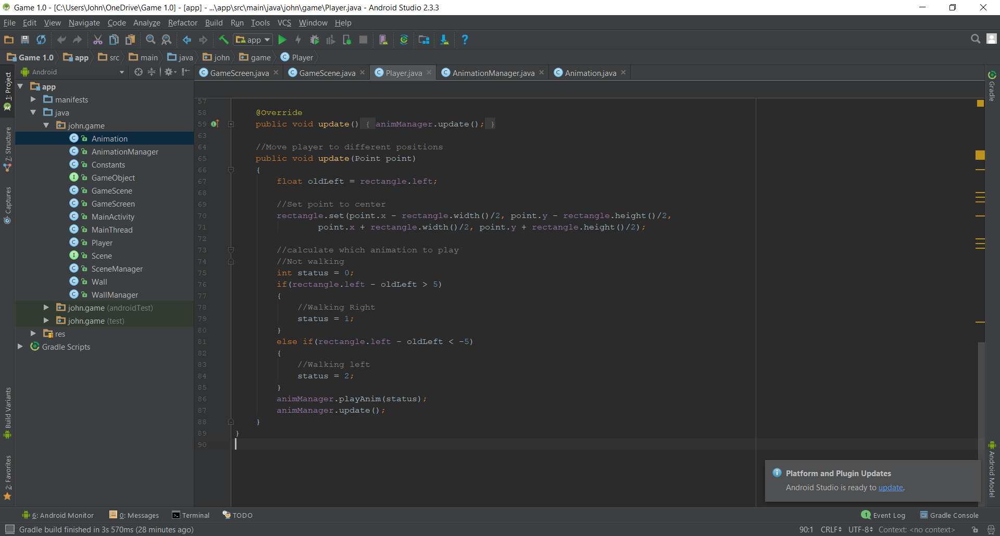 Game 1.0 - [C:\Users\John\OneDrive\Game 1.0] - [app] - ...\app\src\main\java\john\game\Player.java - Android Studio 2.3.3
File Edit View Navigate Code Analyze Refactor Build Run Tools VCS Window Help
app
Game 1.0 app src main java john game Player
Android
GameScreen.java GameScene.java Player.java AnimationManager.java Animation.java
1: Project
7: Structure
Captures
Build Variants
2: Favorites
app
manifests
java
john.game
Animation
AnimationManager
Constants
GameObject
GameScene
GameScreen
MainActivity
MainThread
Player
Scene
SceneManager
Wall
WallManager
john.game (androidTest)
john.game (test)
res
Gradle Scripts
57
58 @Override
59 public void update() { animManager.update(); }
63
64 //Move player to different positions
65 public void update(Point point)
66 {
67 float oldLeft = rectangle.left;
68
69 //Set point to center
70 rectangle.set(point.x - rectangle.width()/2, point.y - rectangle.height()/2,
71 point.x + rectangle.width()/2, point.y + rectangle.height()/2);
72
73 //calculate which animation to play
74 //Not walking
75 int status = 0;
76 if(rectangle.left - oldLeft > 5)
77 {
78 //Walking Right
79 status = 1;
80 }
81 else if(rectangle.left - oldLeft < -5)
82 {
83 //Walking left
84 status = 2;
85 }
86 animManager.playAnim(status);
87 animManager.update();
88 }
89 }
90
Gradle
Android Model
Platform and Plugin Updates
Android Studio is ready to update.
6: Android Monitor 0: Messages Terminal TODO 1 Event Log Gradle Console
Gradle build finished in 3s 570ms (28 minutes ago) 90:1 CRLF UTF-8 Context: <no context>